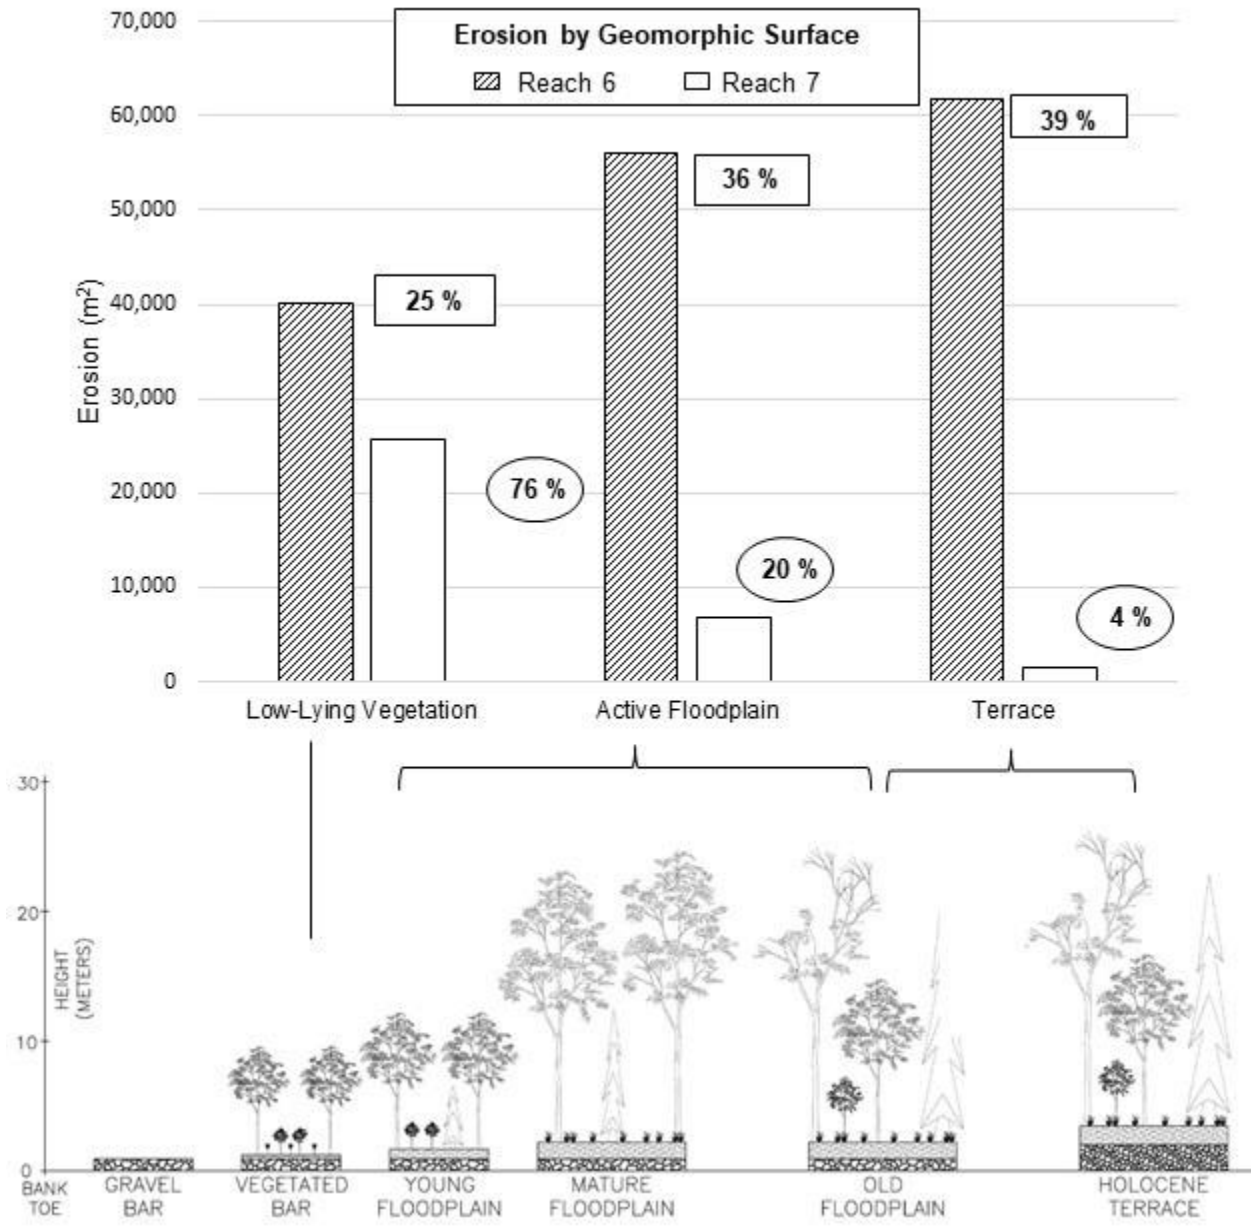 70,000
Erosion by Geomorphic Surface
Reach 6 Reach 7
60,000
39 %
36 %
50,000
40,000
25 %
30,000
Erosion (m²)
20,000
76 %
20 %
10,000
4 %
0
Low-Lying Vegetation Active Floodplain Terrace
30
20
HEIGHT
(METERS)
10
0
BANK
TOE
GRAVEL
BAR
VEGETATED
BAR
YOUNG
FLOODPLAIN
MATURE
FLOODPLAIN
OLD
FLOODPLAIN
HOLOCENE
TERRACE